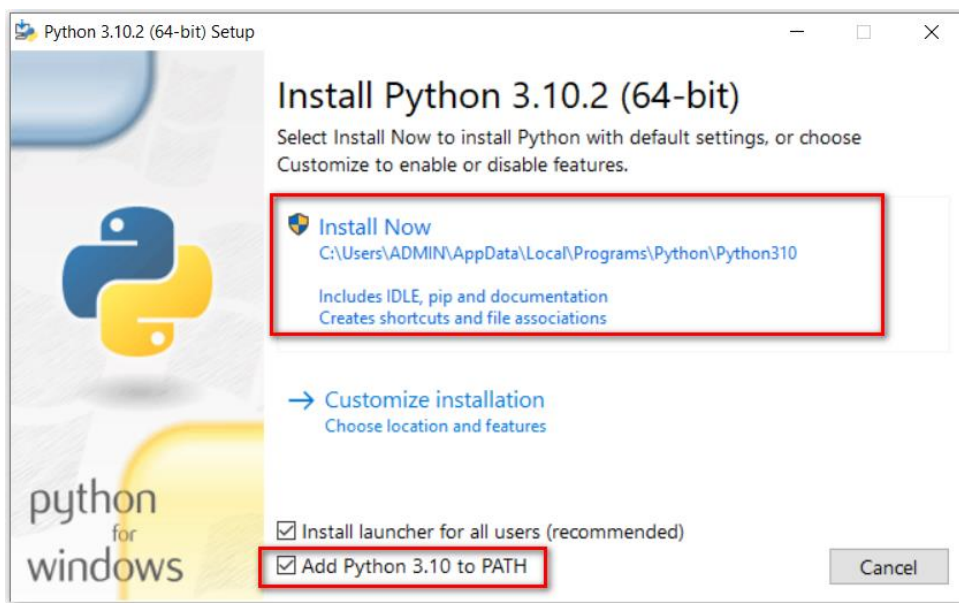 Python 3.10.2 (64-bit) Setup
Install Python 3.10.2 (64-bit)
Select Install Now to install Python with default settings, or choose
Customize to enable or disable features.
Install Now
C:\Users\ADMIN\AppData\Local\Programs\Python\Python310
Includes IDLE, pip and documentation
Creates shortcuts and file associations
Customize installation
Choose location and features
python
for
windows
Install launcher for all users (recommended)
Add Python 3.10 to PATH
Cancel